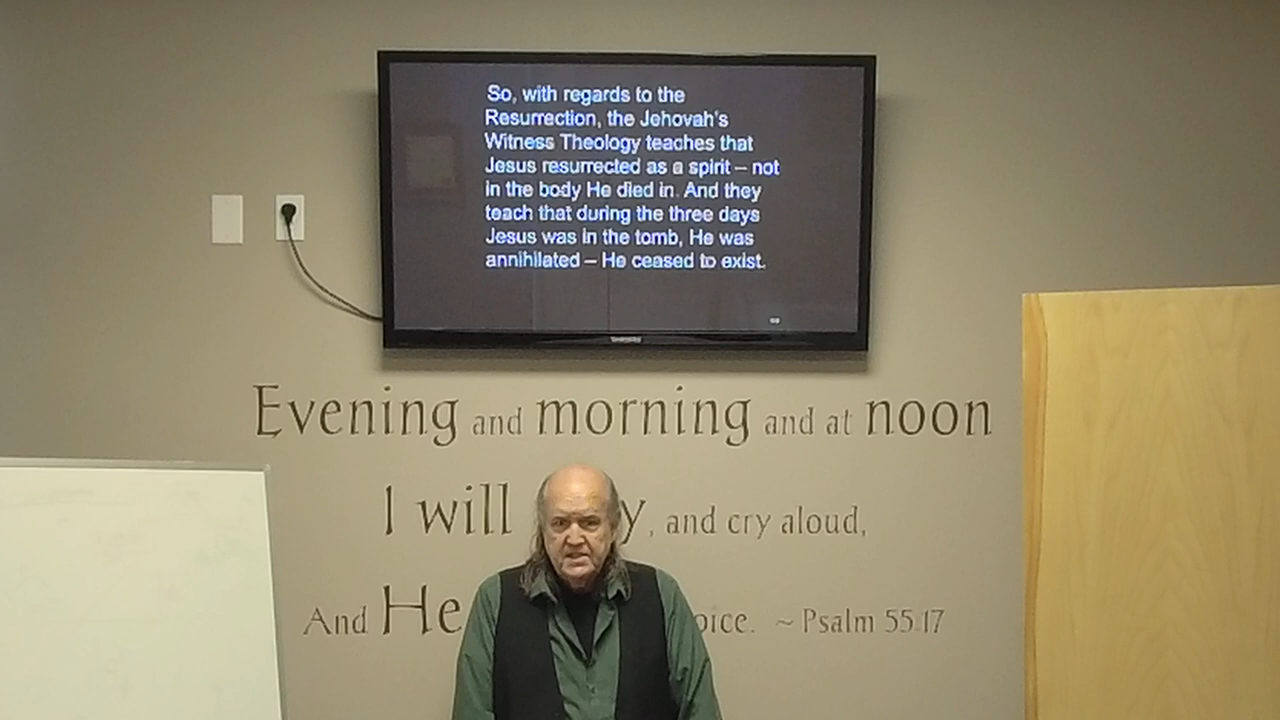 So, with regards to the
Resurrection, the Jehovah's
Witness Theology teaches that
Jesus resurrected as a spirit – not
in the body He died in. And they
teach that during the three days
Jesus was in the tomb, He was
annihilated – He ceased to exist.
Evening and morning and at noon
I will y, and cry aloud,
And He oice. ~ Psalm 55:17